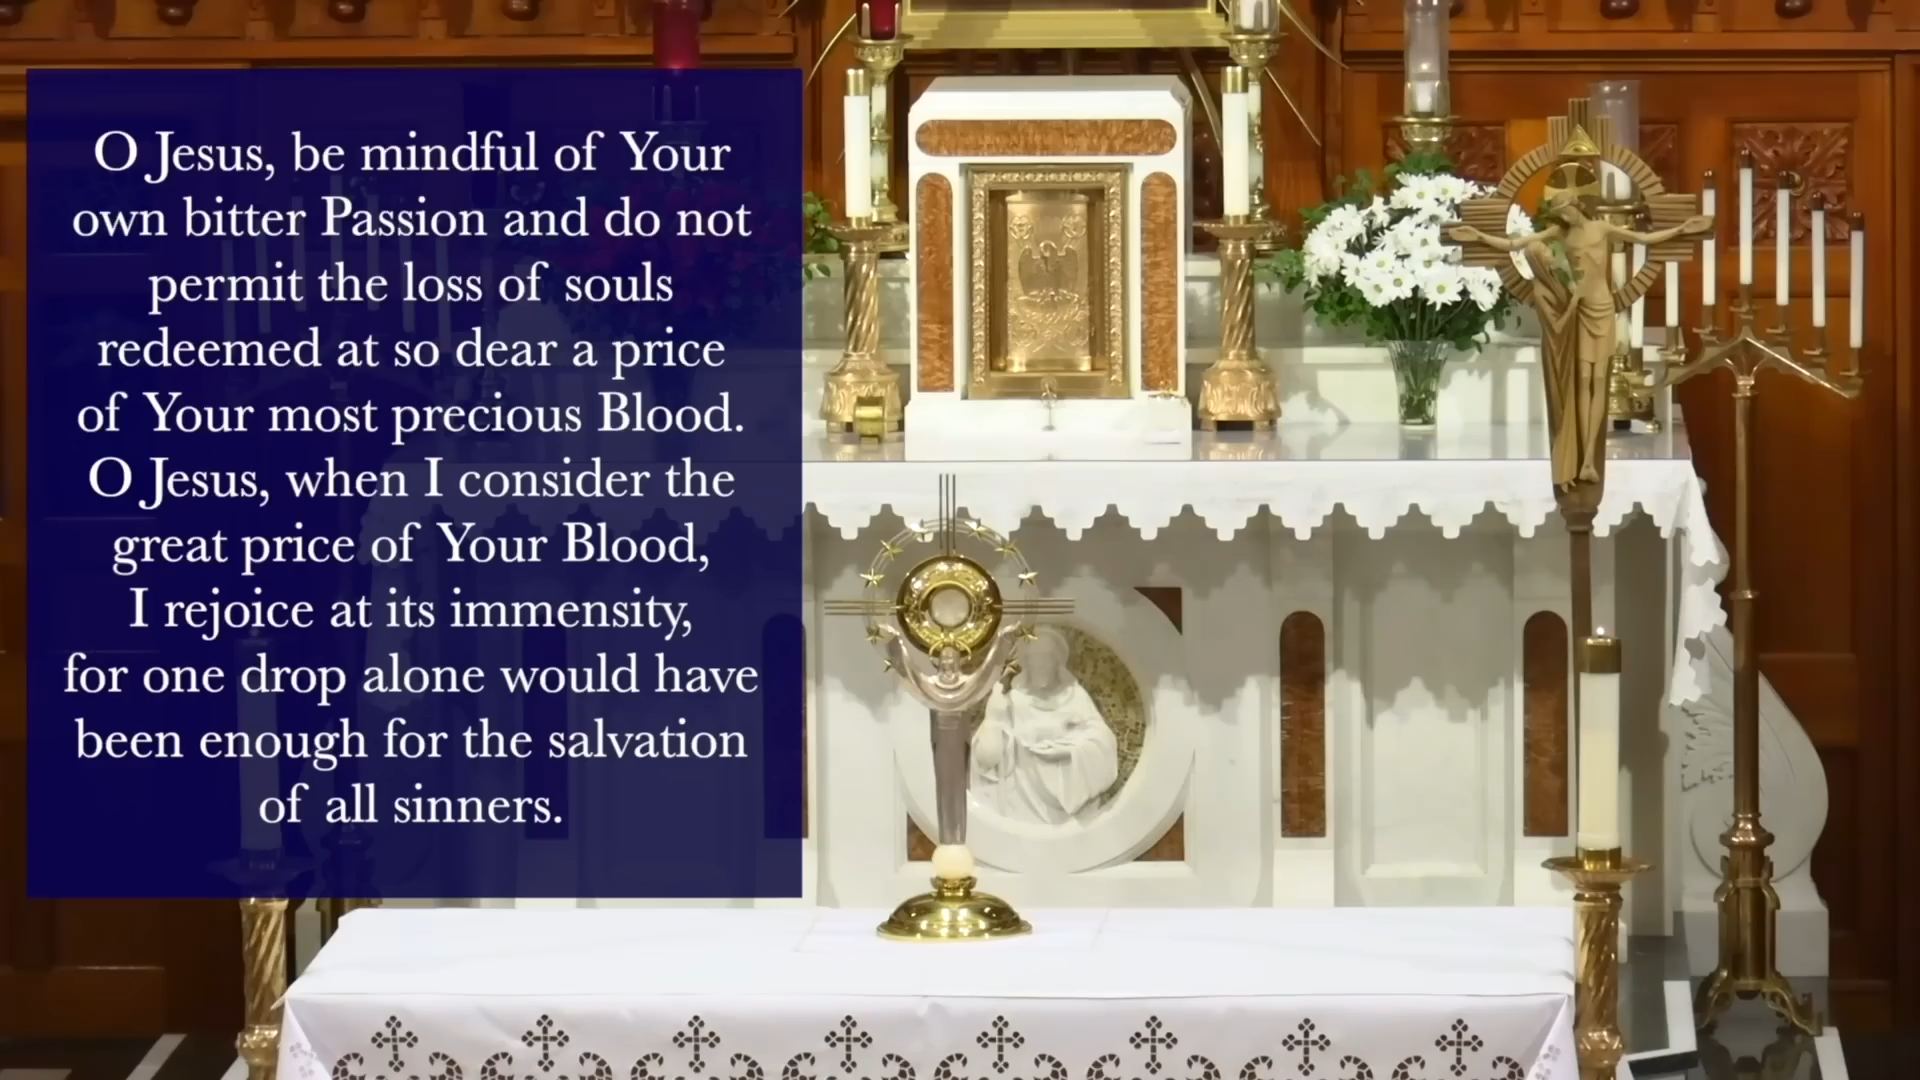 O Jesus, be mindful of Your
own bitter Passion and do not
permit the loss of souls
redeemed at so dear a price
of Your most precious Blood.
O Jesus, when I consider the
great price of Your Blood,
I rejoice at its immensity,
for one drop alone would have
been enough for the salvation
of all sinners.